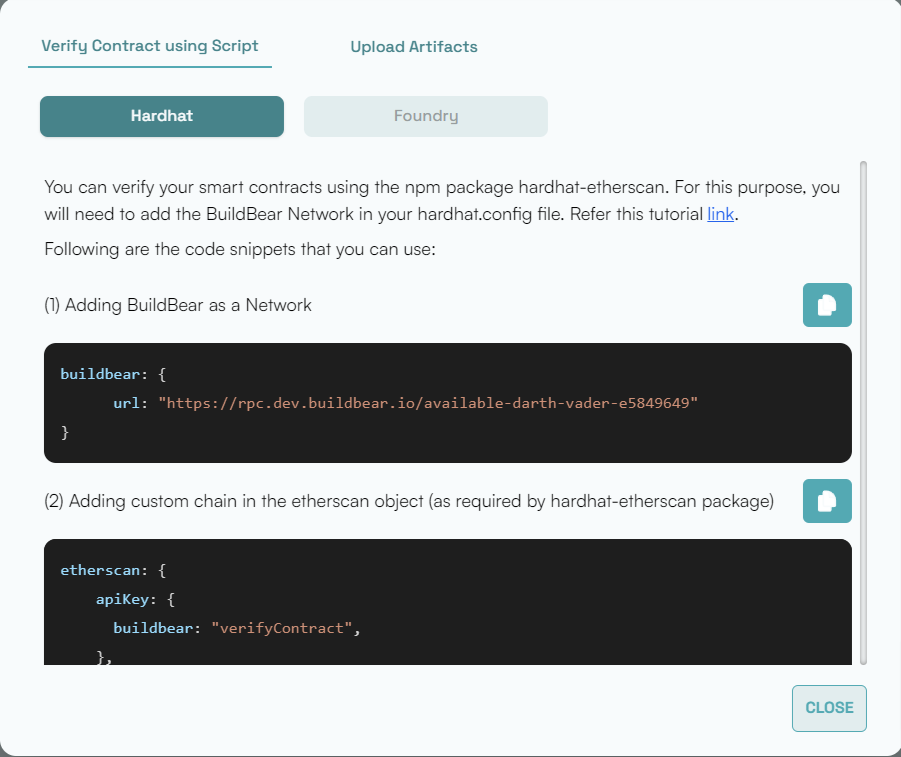 Verify Contract using Script
Upload Artifacts
Hardhat
Foundry
You can verify your smart contracts using the npm package hardhat-etherscan. For this purpose, you
will need to add the BuildBear Network in your hardhat.config file. Refer this tutorial link.
Following are the code snippets that you can use:
(1) Adding BuildBear as a Network
buildbear: {
      url: "https://rpc.dev.buildbear.io/available-darth-vader-e5849649"
}
(2) Adding custom chain in the etherscan object (as required by hardhat-etherscan package)
etherscan: {
    apiKey: {
      buildbear: "verifyContract",
    },
CLOSE